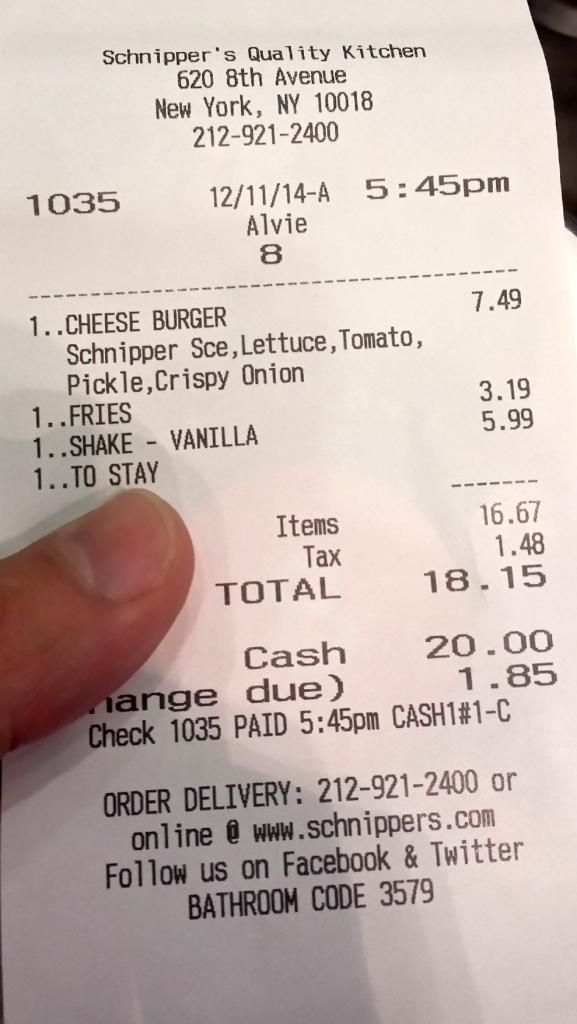 Schnipper's Quality Kitchen
620 8th Avenue
New York, NY 10018
212-921-2400
1035 12/11/14-A 5:45pm
Alvie
8
1..CHEESE BURGER 7.49
Schnipper Sce,Lettuce,Tomato,
Pickle,Crispy Onion
1..FRIES 3.19
1..SHAKE - VANILLA 5.99
1..TO STAY
Items 16.67
Tax 1.48
TOTAL 18.15
Cash 20.00
hange due) 1.85
Check 1035 PAID 5:45pm CASH1#1-C
ORDER DELIVERY: 212-921-2400 or
online @ www.schnippers.com
Follow us on Facebook & Twitter
BATHROOM CODE 3579